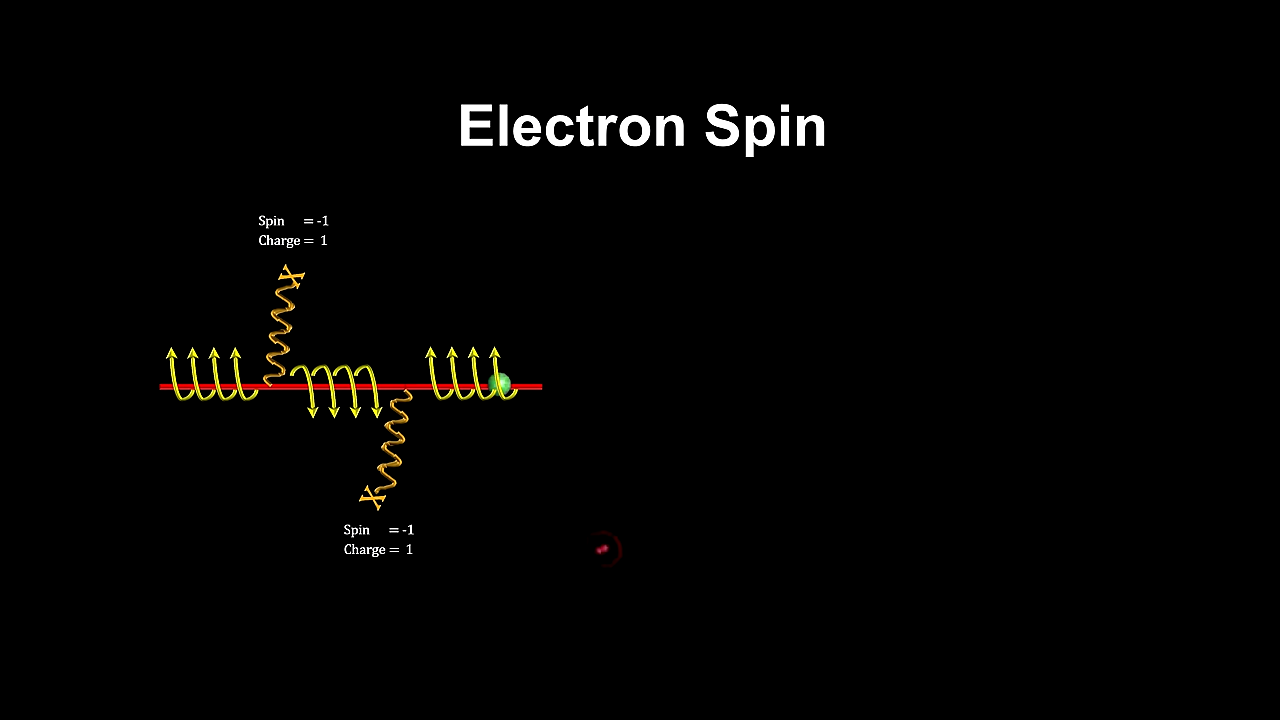 Electron Spin
Spin = -1
Charge = 1
X
X
Spin = -1
Charge = 1